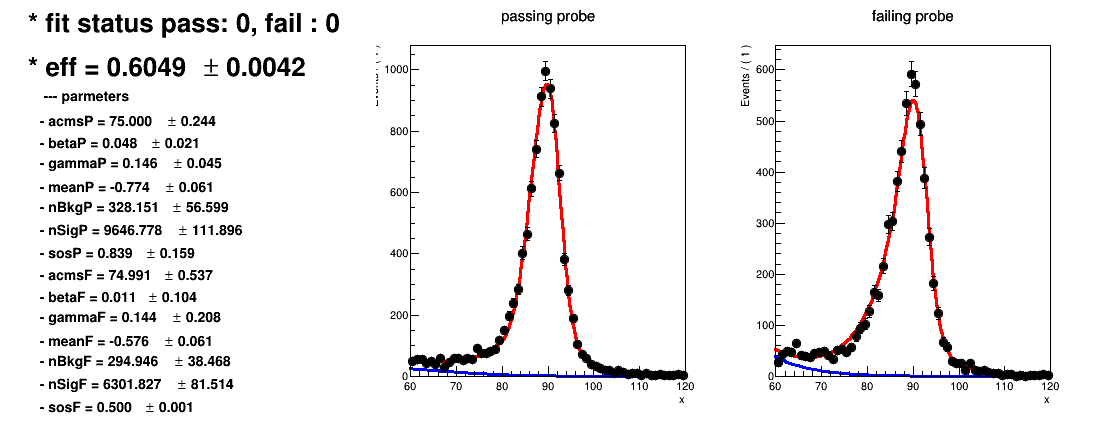 * fit status pass: 0, fail : 0
* eff = 0.6049 ± 0.0042
--- parmeters
- acmsP = 75.000 ± 0.244
- betaP = 0.048 ± 0.021
- gammaP = 0.146 ± 0.045
- meanP = -0.774 ± 0.061
- nBkgP = 328.151 ± 56.599
- nSigP = 9646.778 ± 111.896
- sosP = 0.839 ± 0.159
- acmsF = 74.991 ± 0.537
- betaF = 0.011 ± 0.104
- gammaF = 0.144 ± 0.208
- meanF = -0.576 ± 0.061
- nBkgF = 294.946 ± 38.468
- nSigF = 6301.827 ± 81.514
- sosF = 0.500 ± 0.001
passing probe
1000
800
600
400
200
0
60 70 80 90 100 110 120
x
failing probe
Events / ( 1 )
600
500
400
300
200
100
0
60 70 80 90 100 110 120
x